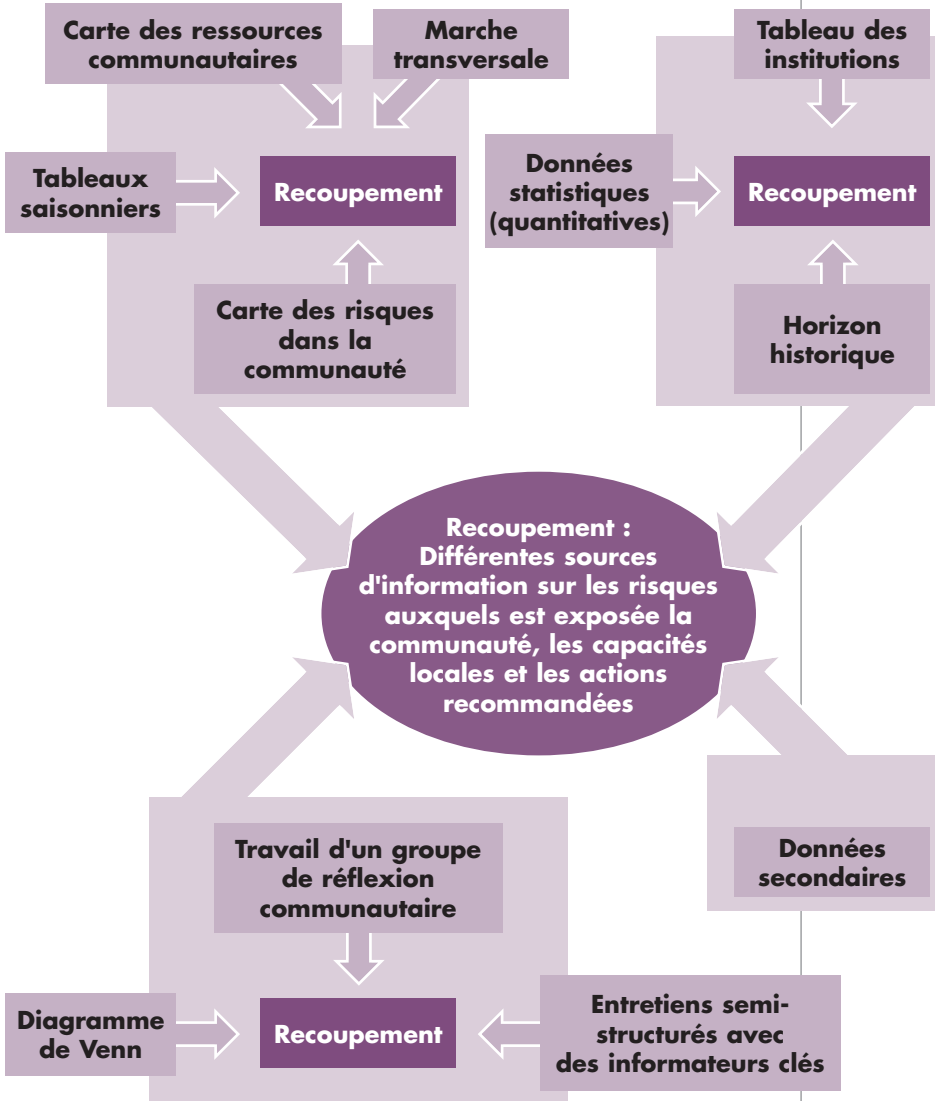 Carte des ressources
communautaires
Marche
transversale
Tableaux
saisonniers
Recoupement
Carte des risques
dans la
communauté
Tableau des
institutions
Données
statistiques
(quantitatives)
Recoupement
Horizon
historique
Recoupement :
Différentes sources
d'information sur les risques
auxquels est exposée la
communauté, les capacités
locales et les actions
recommandées
Travail d'un groupe
de réflexion
communautaire
Diagramme
de Venn
Recoupement
Entretiens semi-
structurés avec
des informateurs clés
Données
secondaires